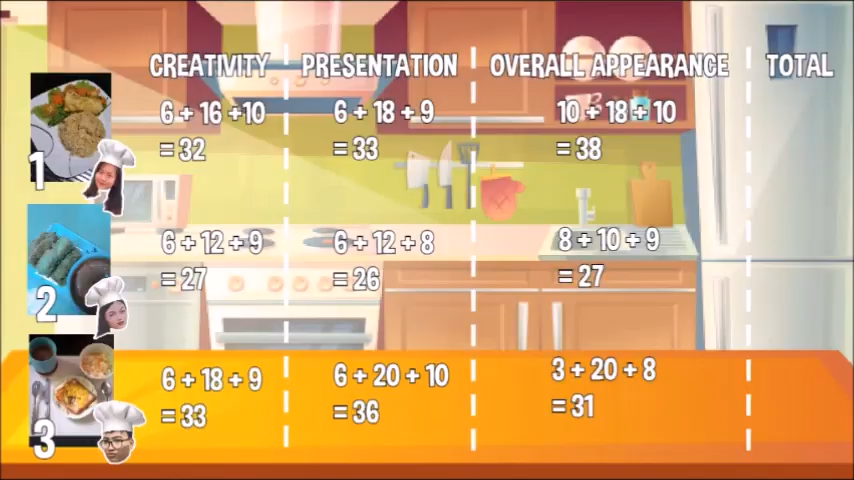 CREATIVITY PRESENTATION OVERALL APPEARANCE TOTAL
6 + 16 +10 6 + 18 + 9 10 + 18 + 10
= 32 = 33 = 38
1
6 + 12 + 9 6 + 12 + 8 8 + 10 + 9
= 27 = 26 = 27
2
6 + 18 + 9 6 + 20 + 10 3 + 20 + 8
= 33 = 36 = 31
3